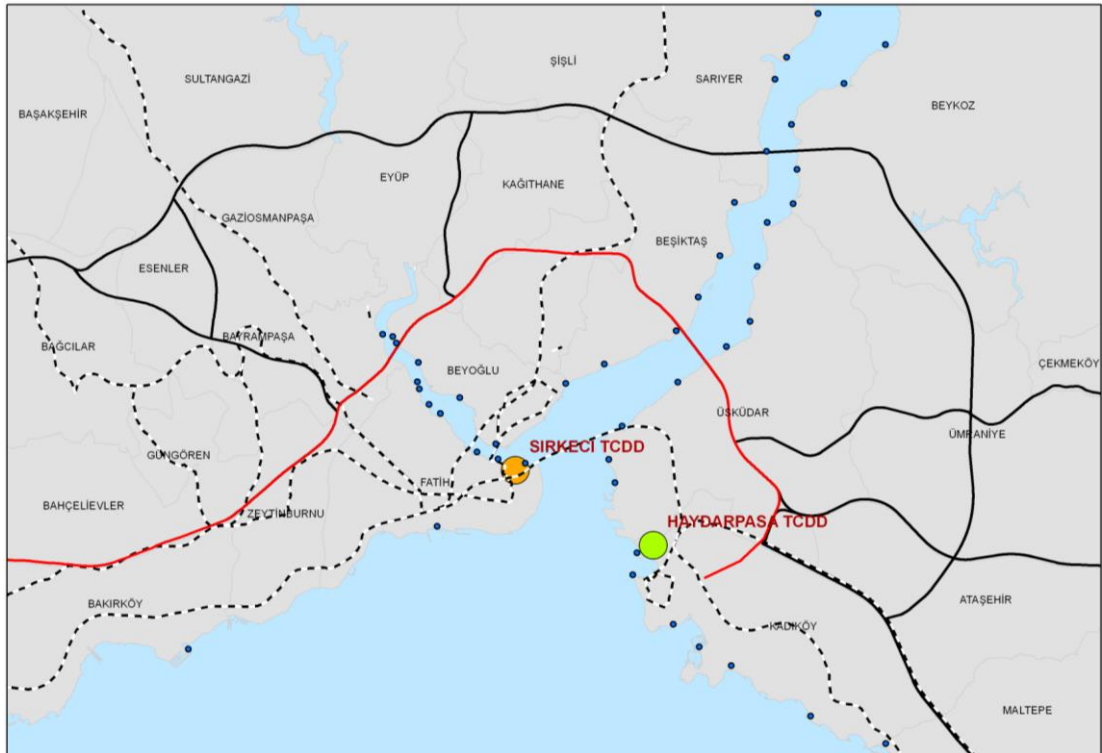 ŞİŞLİ
SULTANGAZİ
SARIYER
BEYKOZ
BAŞAKŞEHİR
EYÜP
KAĞITHANE
GAZİOSMANPAŞA
BEŞİKTAŞ
ESENLER
BAYRAMPAŞA
BAĞCILAR
ÇEKMEKÖY
BEYOĞLU
ÜSKÜDAR
ÜMRANİYE
SIRKECİ TCDD
GÜNGÖREN
FATİH
BAHÇELİEVLER
ZEYTİNBURNU
HAYDARPASA TCDD
ATAŞEHİR
BAKIRKÖY
KADIKÖY
MALTEPE